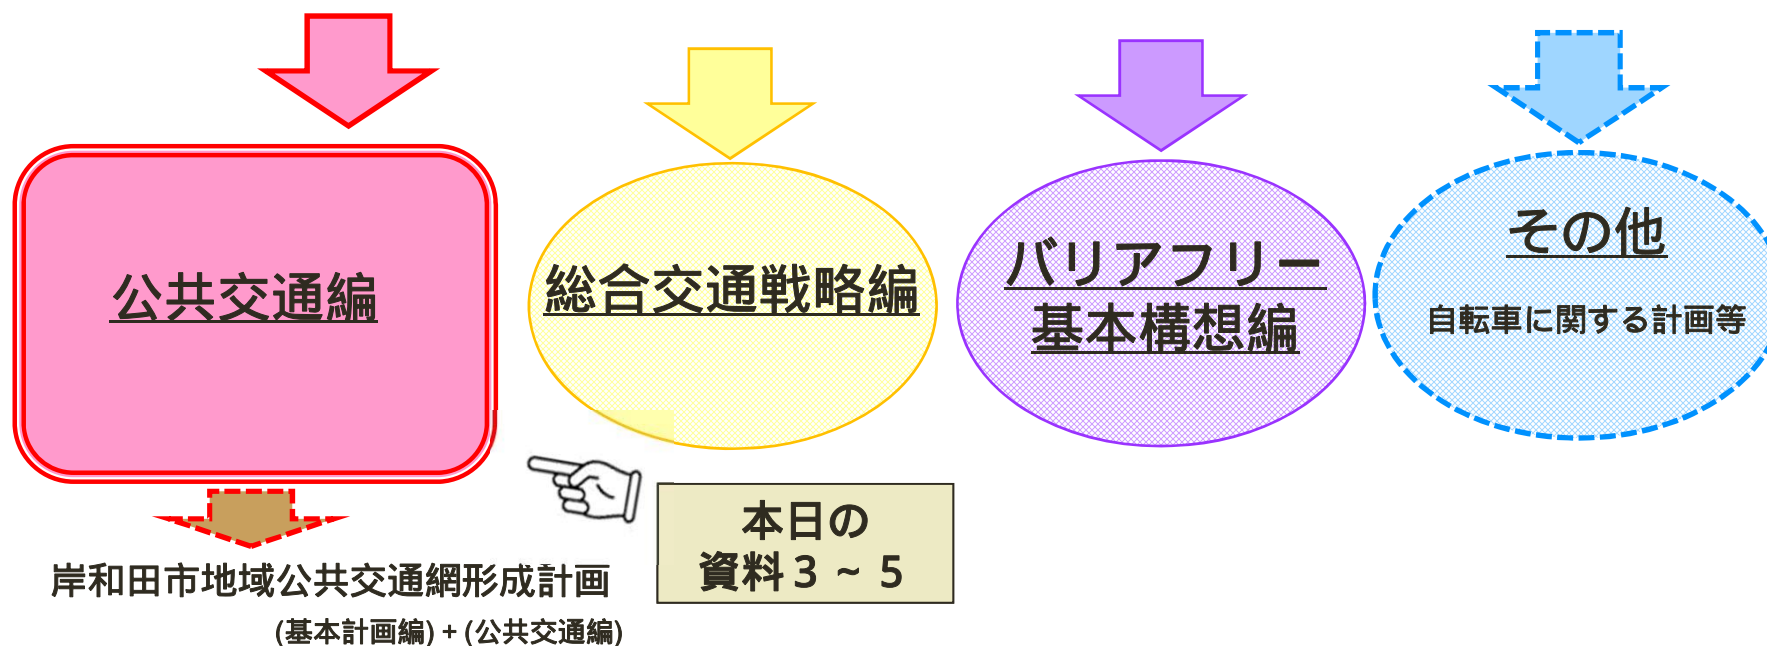 公共交通編
総合交通戦略編
バリアフリー
基本構想編
その他
自転車に関する計画等
本日の
資料３～５
岸和田市地域公共交通網形成計画
(基本計画編)+(公共交通編)